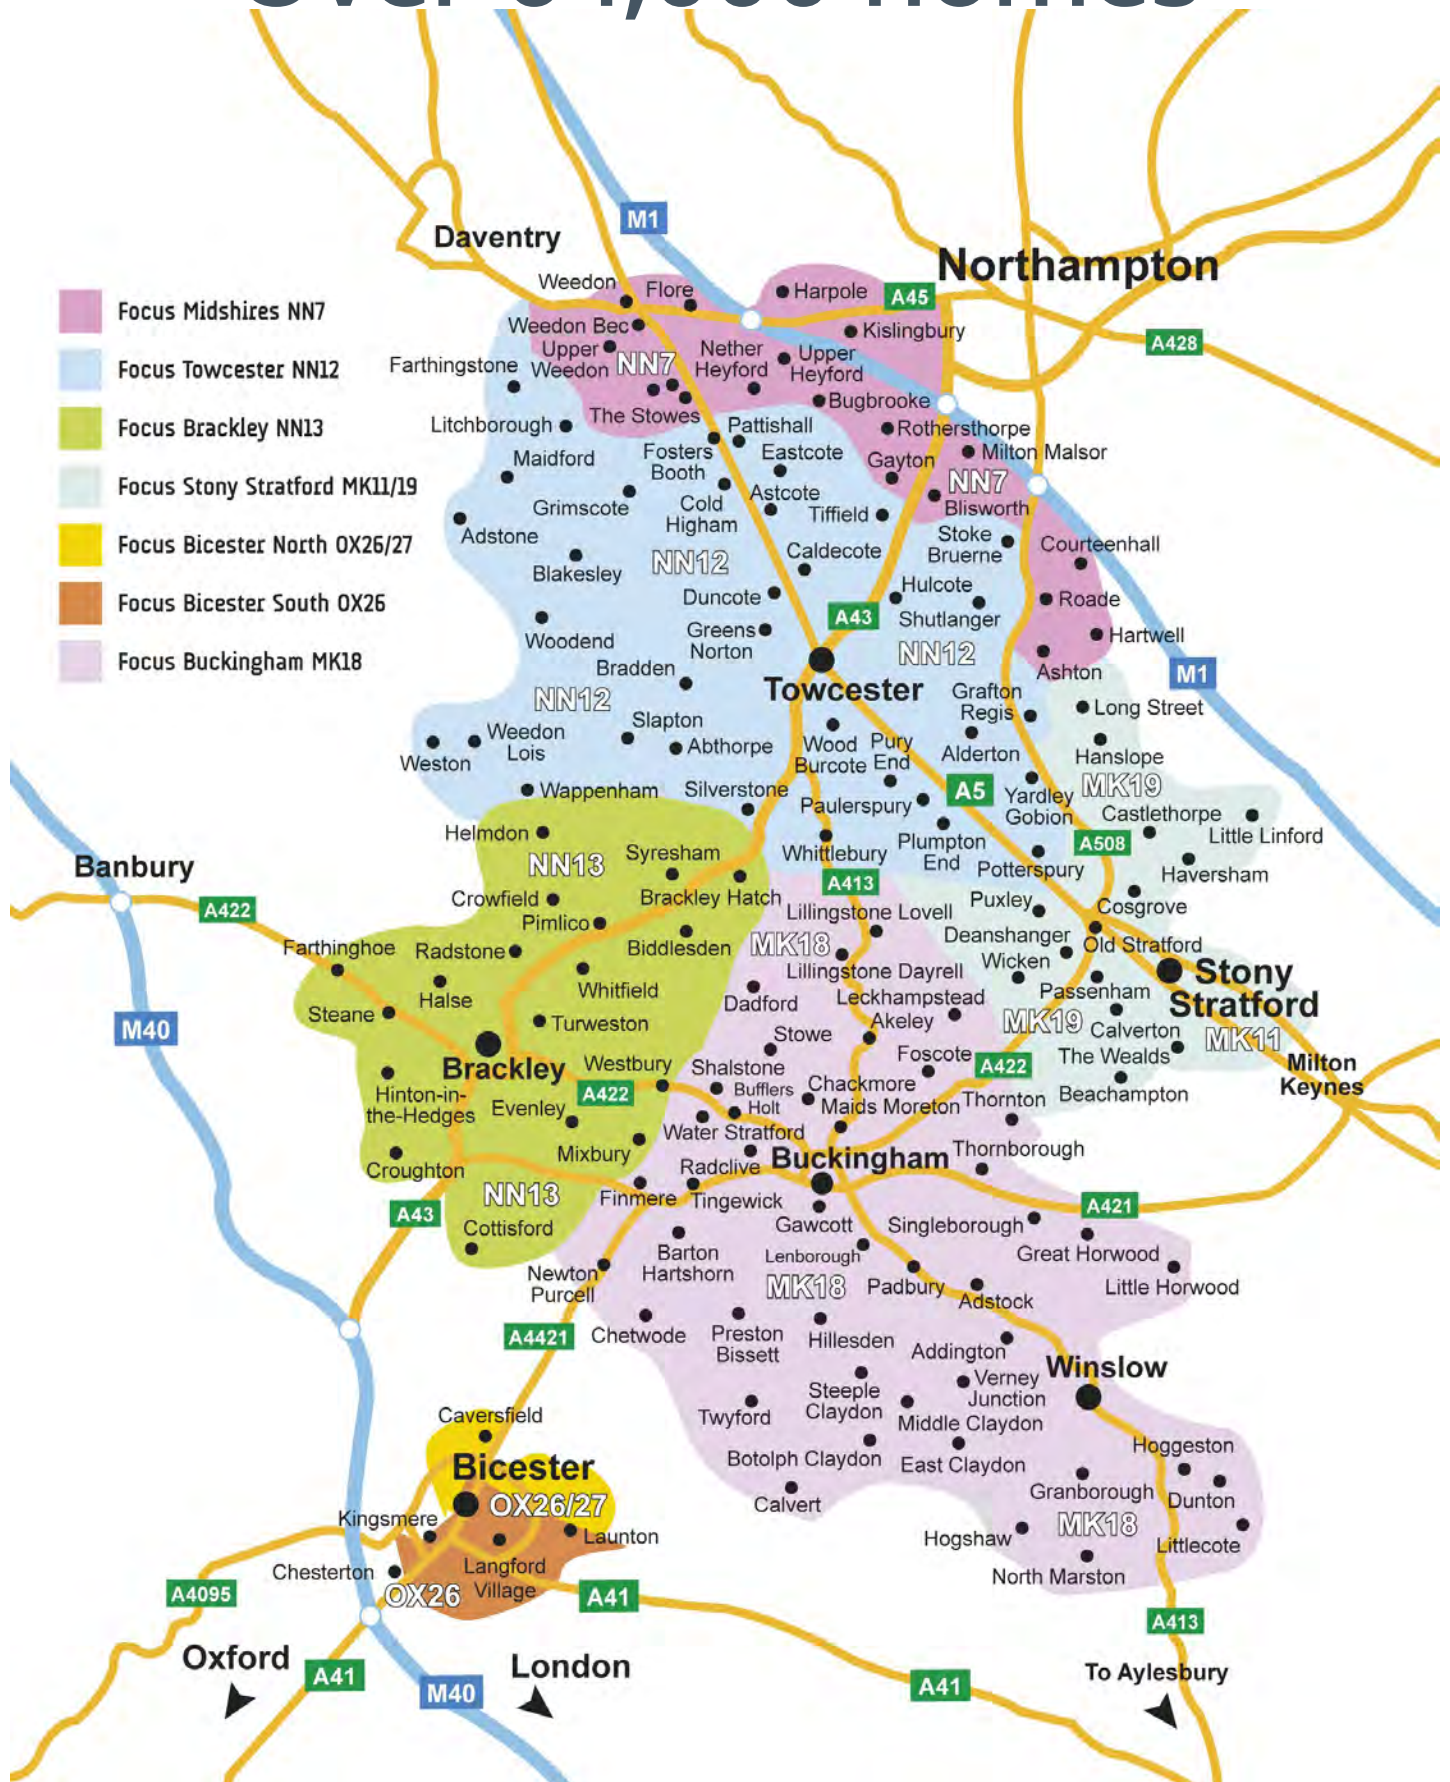 Over 64,000 homes
M1
Daventry
Northampton
Weedon
Flore
Harpole
A45
Focus Midshires NN7
Focus Towcester NN12
Focus Brackley NN13
Focus Stony Stratford MK11/19
Focus Bicester North OX26/27
Focus Bicester South OX26
Focus Buckingham MK18
Weedon Bec
Kislingbury
A428
Upper
Weedon
NN7
Nether
Heyford
Upper
Heyford
Farthingstone
The Stowes
Bugbrooke
Litchborough
Pattishall
Rothersthorpe
Fosters
Booth
Eastcote
Milton Malsor
Maidford
Gayton
NN7
Grimscote
Cold
Higham
Astcote
Tiffield
Blisworth
Adstone
Stoke
Bruerne
Courteenhall
Blakesley
NN12
Caldecote
Duncote
Hulcote
Roade
A43
Shutlanger
Woodend
Greens
Norton
Hartwell
NN12
Bradden
Ashton
M1
Towcester
NN12
Grafton
Regis
Long Street
Slapton
Weedon
Lois
Abthorpe
Wood
Burcote
Pury
End
Alderton
Hanslope
Weston
MK19
Wappenham
Silverstone
Paulerspury
A5
Yardley
Gobion
Castlethorpe
Little Linford
Helmdon
Plumpton
End
A508
NN13
Syresham
Whittlebury
Potterspury
Haversham
Banbury
A413
Crowfield
Brackley Hatch
Puxley
Cosgrove
A422
Pimlico
Lillingstone Lovell
Farthinghoe
Radstone
Biddlesden
MK18
Deanshanger
Old Stratford
Wicken
Stony
Stratford
Lillingstone Dayrell
Whitfield
Halse
Dadford
Leckhampstead
Passenham
Steane
Turweston
Akeley
MK19
Calverton
MK11
M40
Stowe
The Wealds
Milton
Keynes
Brackley
Westbury
Shalstone
Foscote
A422
Hinton-in-
the-Hedges
A422
Bufflers
Holt
Chackmore
Beachampton
Evenley
Maids Moreton
Thornton
Water Stratford
Mixbury
Thornborough
Croughton
Radclive
Buckingham
NN13
Finmere
Tingewick
A421
A43
Gawcott
Singleborough
Cottisford
Barton
Hartshorn
Lenborough
Great Horwood
Newton
Purcell
MK18
Padbury
Little Horwood
Adstock
A4421
Chetwode
Preston
Bissett
Hillesden
Addington
Winslow
Steeple
Claydon
Verney
Junction
Twyford
Middle Claydon
Caversfield
Botolph Claydon
East Claydon
Hoggeston
Bicester
Granborough
Dunton
OX26/27
Calvert
Kingsmere
Launton
Hogshaw
MK18
Littlecote
Chesterton
Langford
Village
North Marston
OX26
A4095
A41
A413
Oxford
London
To Aylesbury
A41
M40
A41